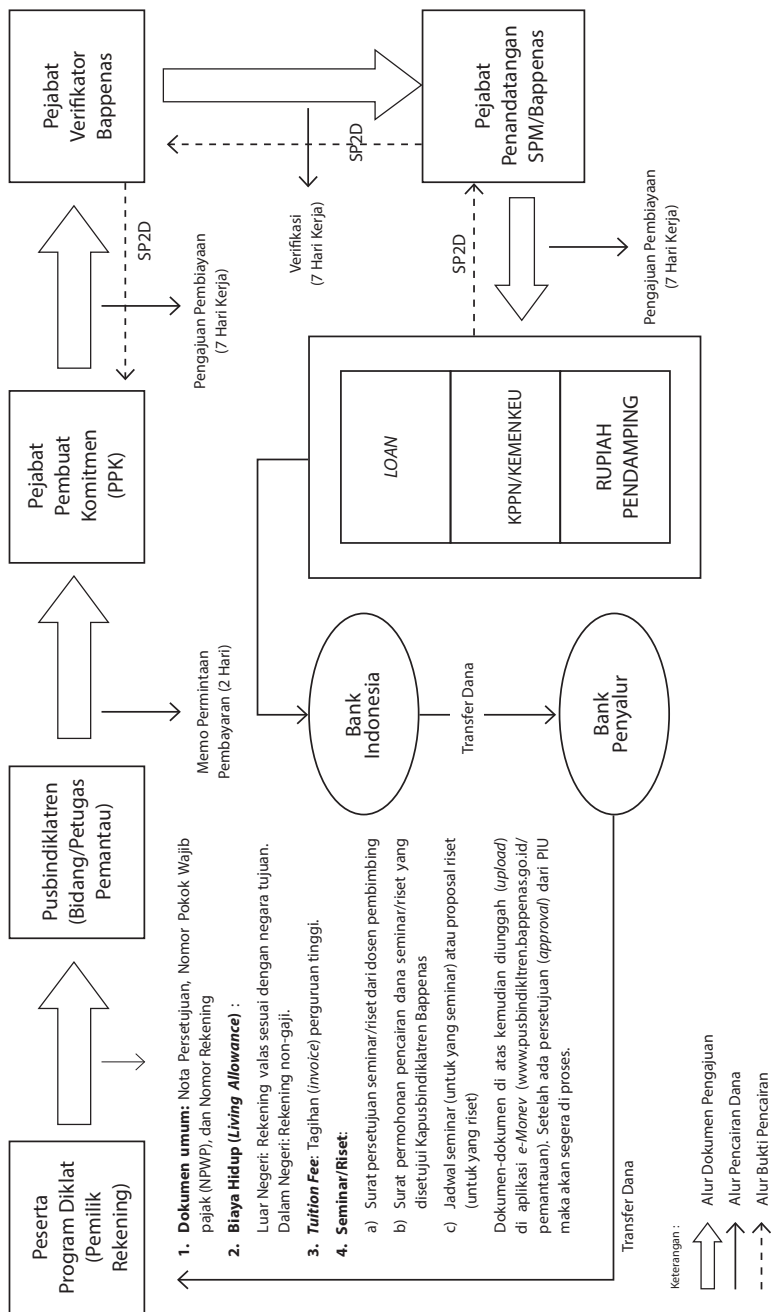 Peserta
Program Diklat
(Pemilik
Rekening)
Pusbindiklatren
(Bidang/Petugas
Pemantau)
Pejabat
Pembuat
Komitmen
(PPK)
Pejabat
Verifikator
Bappenas
SP2D
Memo Permintaan
Pembayaran (2 Hari)
Pengajuan Pembiayaan
(7 Hari Kerja)
1. Dokumen umum: Nota Persetujuan, Nomor Pokok Wajib
pajak (NPWP), dan Nomor Rekening
2. Biaya Hidup (Living Allowance) :
Luar Negeri: Rekening valas sesuai dengan negara tujuan.
Dalam Negeri: Rekening non-gaji.
3. Tuition Fee: Tagihan (invoice) perguruan tinggi.
4. Seminar/Riset:
a) Surat persetujuan seminar/riset dari dosen pembimbing
b) Surat permohonan pencairan dana seminar/riset yang
disetujui Kapusbindiklatren Bappenas
c) Jadwal seminar (untuk yang seminar) atau proposal riset
(untuk yang riset)
Dokumen-dokumen di atas kemudian diunggah (upload)
di aplikasi e-Monev (www.pusbindikltren.bappenas.go.id/
pemantauan). Setelah ada persetujuan (approval) dari PIU
maka akan segera di proses.
Verifikasi
(7 Hari Kerja)
SP2D
Bank
Indonesia
Transfer Dana
Bank
Penyalur
LOAN
KPPN/KEMENKEU
RUPIAH
PENDAMPING
SP2D
Pejabat
Penandatangan
SPM/Bappenas
Pengajuan Pembiayaan
(7 Hari Kerja)
Transfer Dana
Keterangan :
Alur Dokumen Pengajuan
Alur Pencairan Dana
Alur Bukti Pencairan